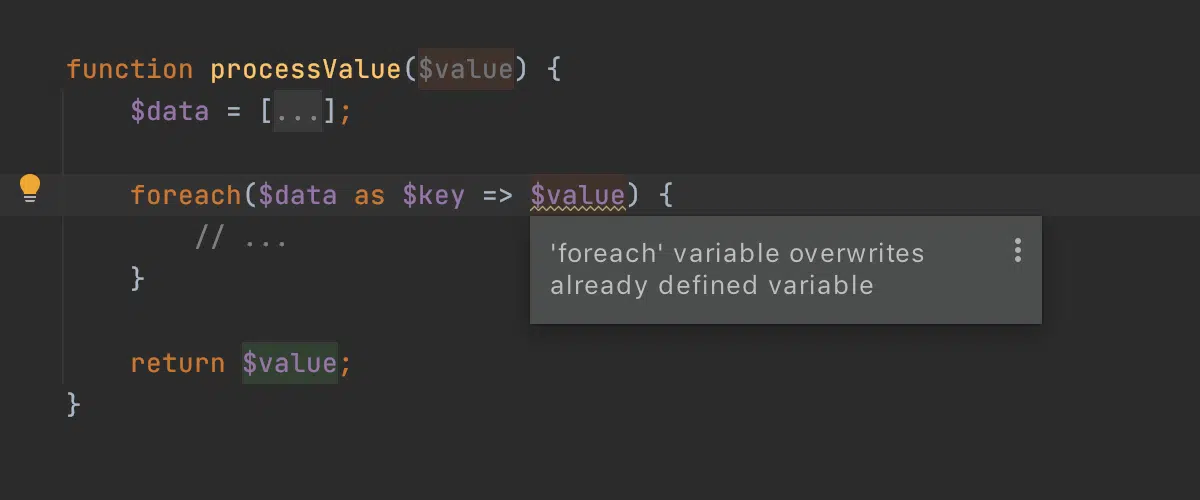 function processValue($value) {
    $data = [...];
    foreach($data as $key => $value) {
        // ...
'foreach' variable overwrites
already defined variable
    }
    return $value;
}